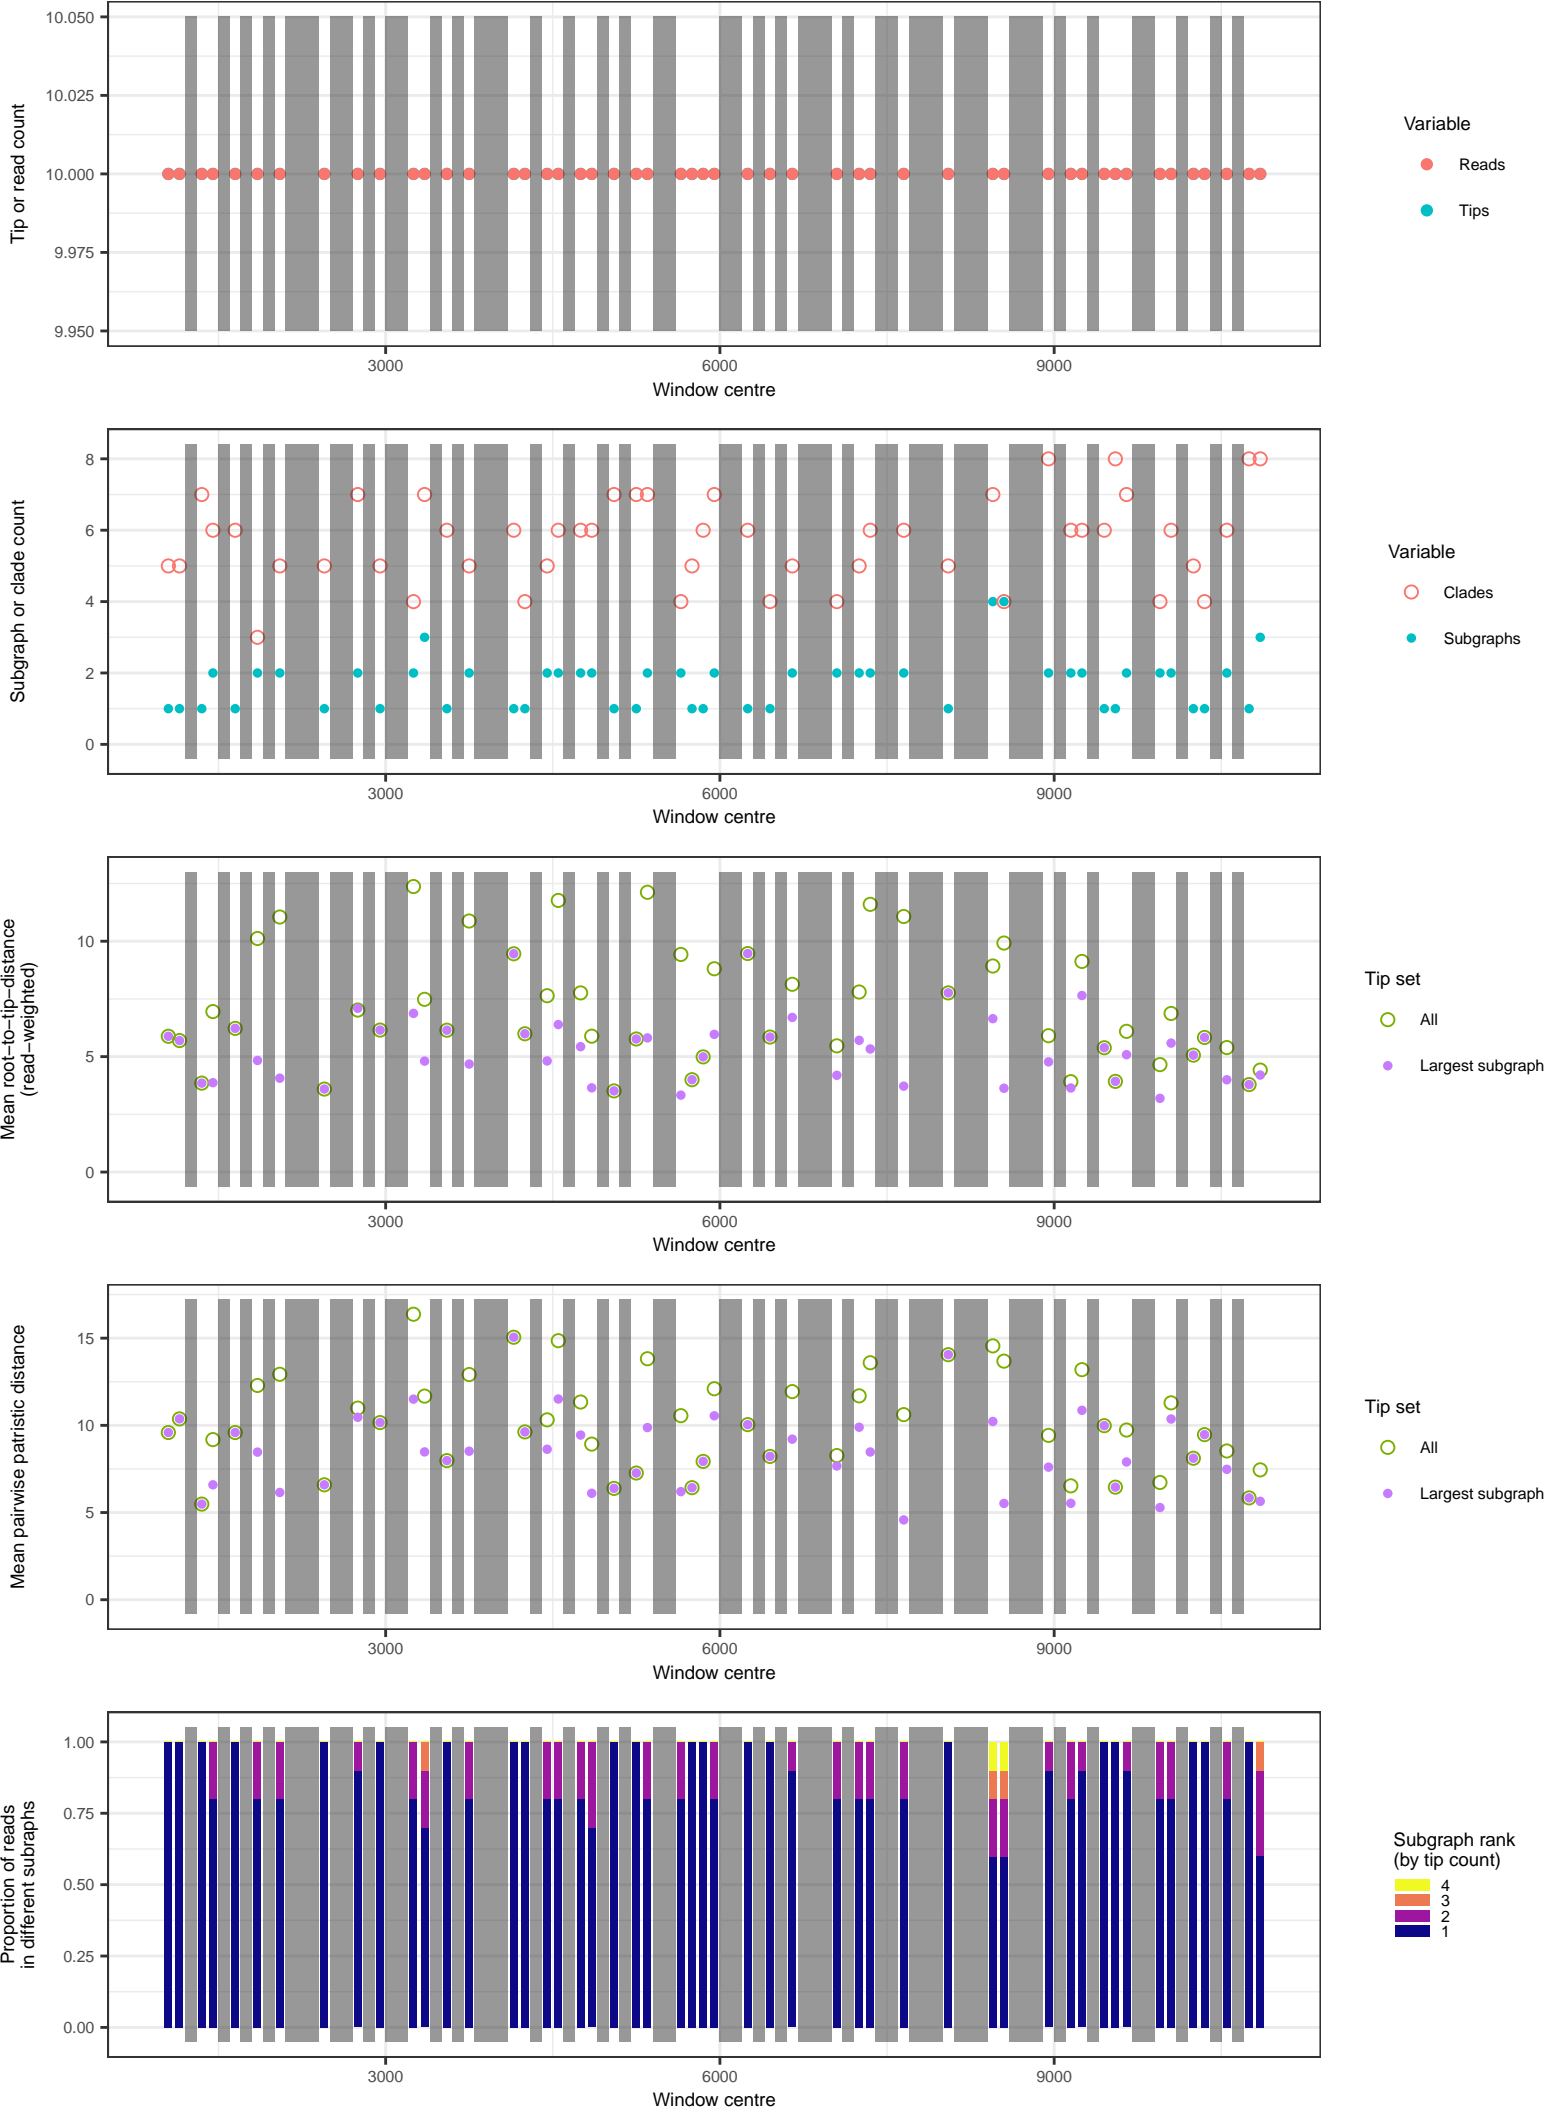 10.050
10.025
10.000
9.975
9.950
Tip or read count
3000
6000
9000
Window centre
Variable
Reads
Tips
8
6
4
2
0
Subgraph or clade count
3000
6000
9000
Window centre
Variable
Clades
Subgraphs
10
5
0
Mean root−to−tip−distance
(read−weighted)
3000
6000
9000
Window centre
Tip set
All
Largest subgraph
15
10
5
0
Mean pairwise patristic distance
3000
6000
9000
Window centre
Tip set
All
Largest subgraph
1.00
0.75
0.50
0.25
0.00
Proportion of reads
in different subraphs
3000
6000
9000
Window centre
Subgraph rank
(by tip count)
4
3
2
1